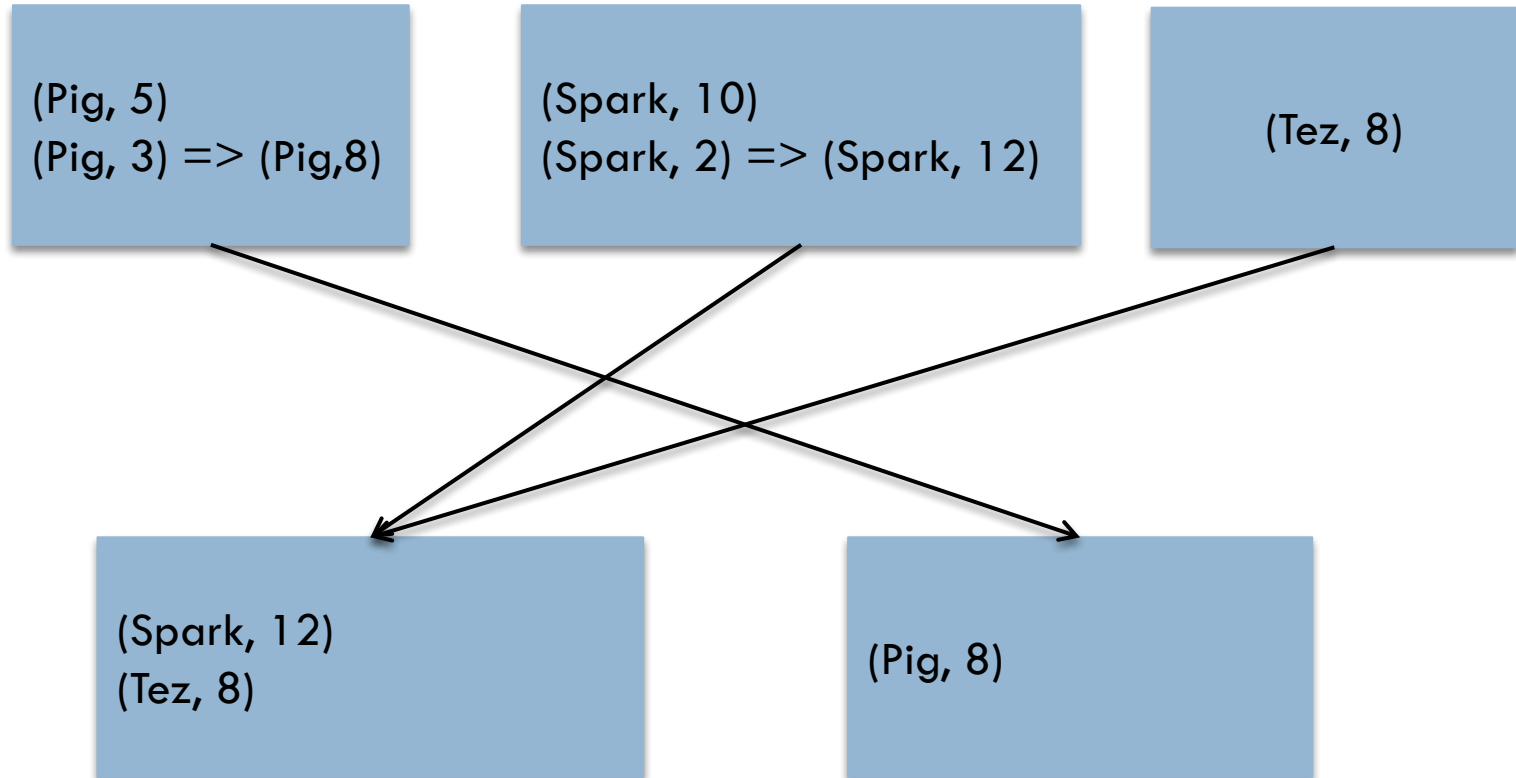 (Pig, 5)
(Pig, 3) => (Pig,8)
(Spark, 10)
(Spark, 2) => (Spark, 12)
(Tez, 8)
(Spark, 12)
(Tez, 8)
(Pig, 8)